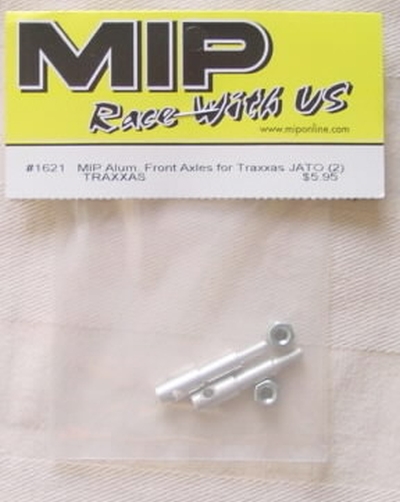 MIP
Race With US
www.miponline.com
#1621 MIP Alum. Front Axles for Traxxas JATO (2)
TRAXXAS $5.95